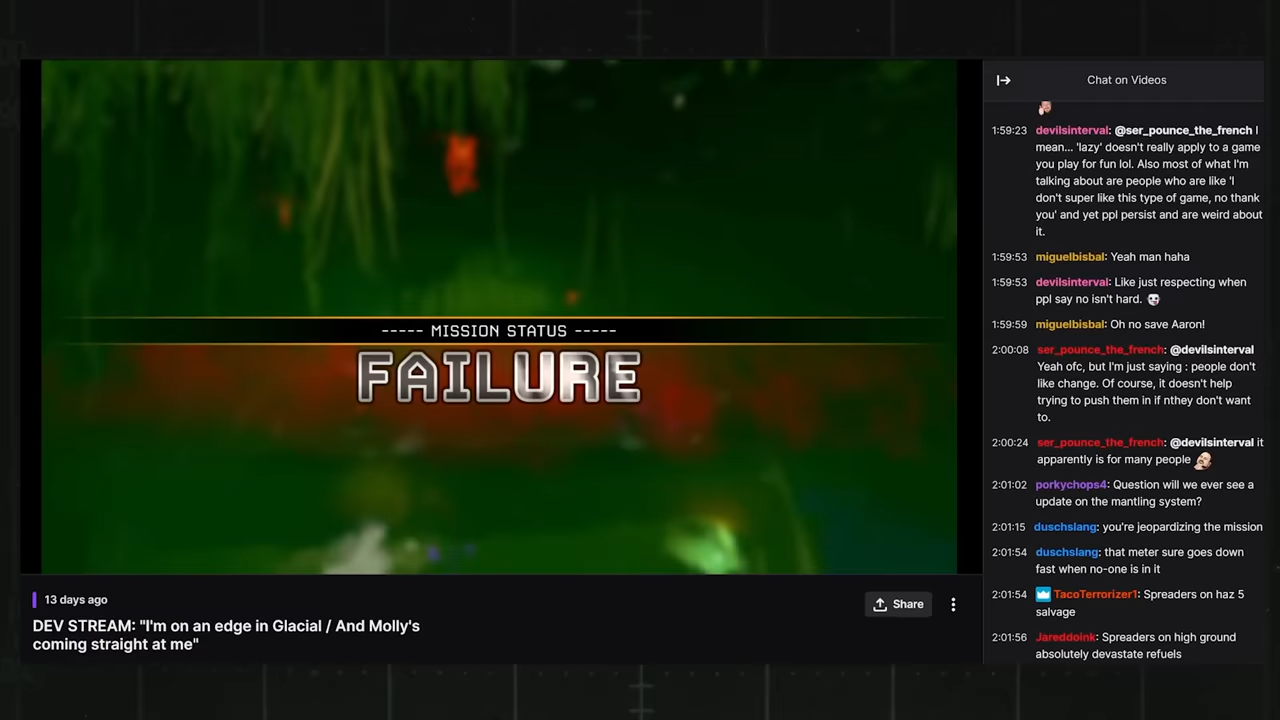 ----- MISSION STATUS -----
FAILURE
13 days ago
Share
DEV STREAM: "I'm on an edge in Glacial / And Molly's
coming straight at me"
Chat on Videos
1:59:23 devilsinterval: @ser_pounce_the_french I
mean... 'lazy' doesn't really apply to a game
you play for fun lol. Also most of what I'm
talking about are people who are like 'I
don't super like this type of game, no thank
you' and yet ppl persist and are weird about
it.
1:59:53 miguelbisbal: Yeah man haha
1:59:53 devilsinterval: Like just respecting when
ppl say no isn't hard.
1:59:59 miguelbisbal: Oh no save Aaron!
2:00:08 ser_pounce_the_french: @devilsinterval
Yeah ofc, but I'm just saying : people don't
like change. Of course, it doesn't help
trying to push them in if nthey don't want
to.
2:00:24 ser_pounce_the_french: @devilsinterval it
apparently is for many people
2:01:02 porkychops4: Question will we ever see a
update on the mantling system?
2:01:15 duschslang: you're jeopardizing the mission
2:01:54 duschslang: that meter sure goes down
fast when no-one is in it
2:01:54 TacoTerrorizer1: Spreaders on haz 5
salvage
2:01:56 Jareddoink: Spreaders on high ground
absolutely devastate refuels